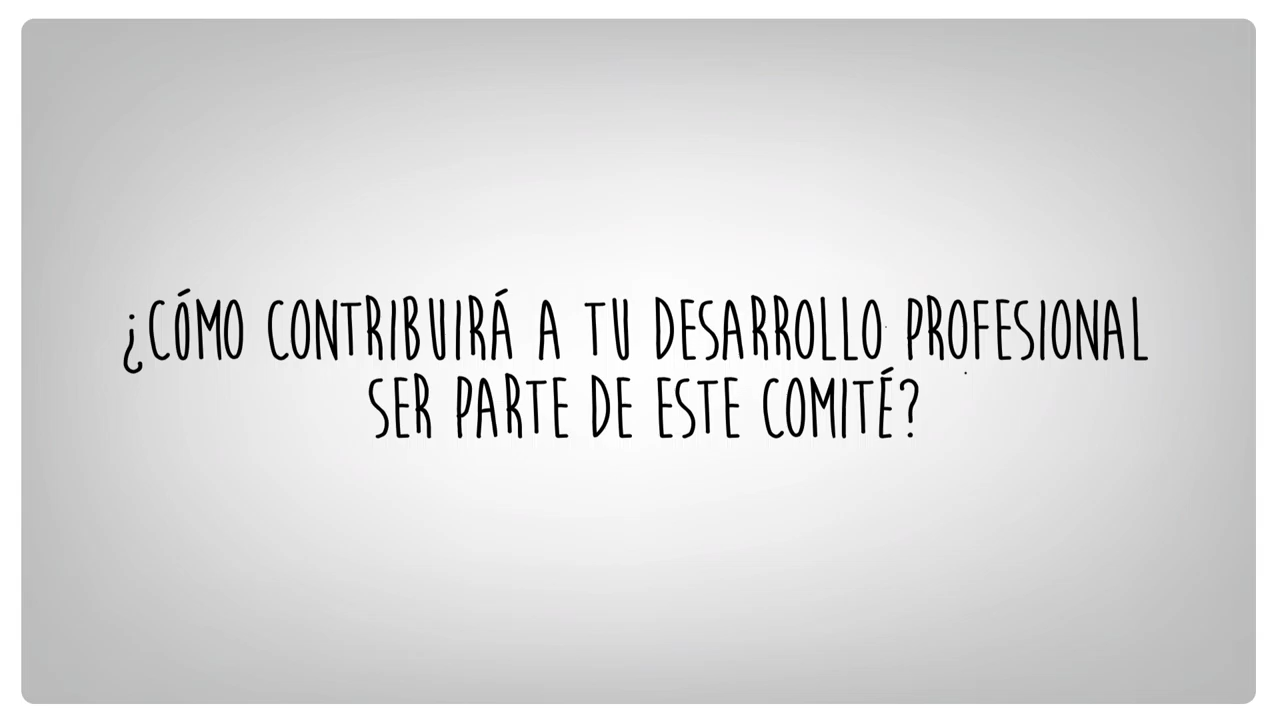 ¿CÓMO CONTRIBUIRÁ A TU DESARROLLO PROFESIONAL
SER PARTE DE ESTE COMITÉ?